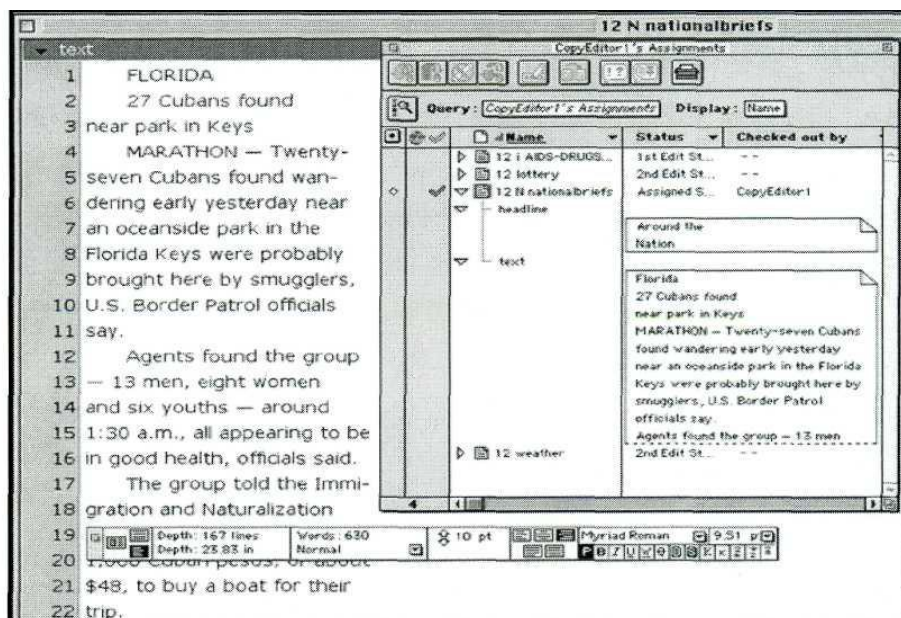 12 N nationalbriefs
text
1 FLORIDA
2 27 Cubans found
3 near park in Keys
4 MARATHON — Twenty-
5 seven Cubans found wan-
6 dering early yesterday near
7 an oceanside park in the
8 Florida Keys were probably
9 brought here by smugglers,
10 U.S. Border Patrol officials
11 say.
12 Agents found the group
13 — 13 men, eight women
14 and six youths — around
15 1:30 a.m., all appearing to be
16 in good health, officials said.
17 The group told the Immi-
18 gration and Naturalization
19
20 1,000 Cuban pesos, or about
21 $48, to buy a boat for their
22 trip.
CopyEditor1's Assignments
Query: CopyEditor1's Assignments Display: Name
Name Status Checked out by
12 i AIDS-DRUGS... 1st Edit St... - -
12 lottery 2nd Edit St... - -
12 N nationalbriefs Assigned S... CopyEditor1
headline
Around the
Nation
text
Florida
27 Cubans found
near park in Keys
MARATHON — Twenty-seven Cubans
found wandering early yesterday
near an oceanside park in the Florida
Keys were probably brought here by
smugglers, U.S. Border Patrol
officials say.
Agents found the group — 13 men
12 weather 2nd Edit St... - -
4
Depth: 167 lines Words: 630 10 pt Myriad Roman 9.51 p
Depth: 23.83 in Normal
P B I U